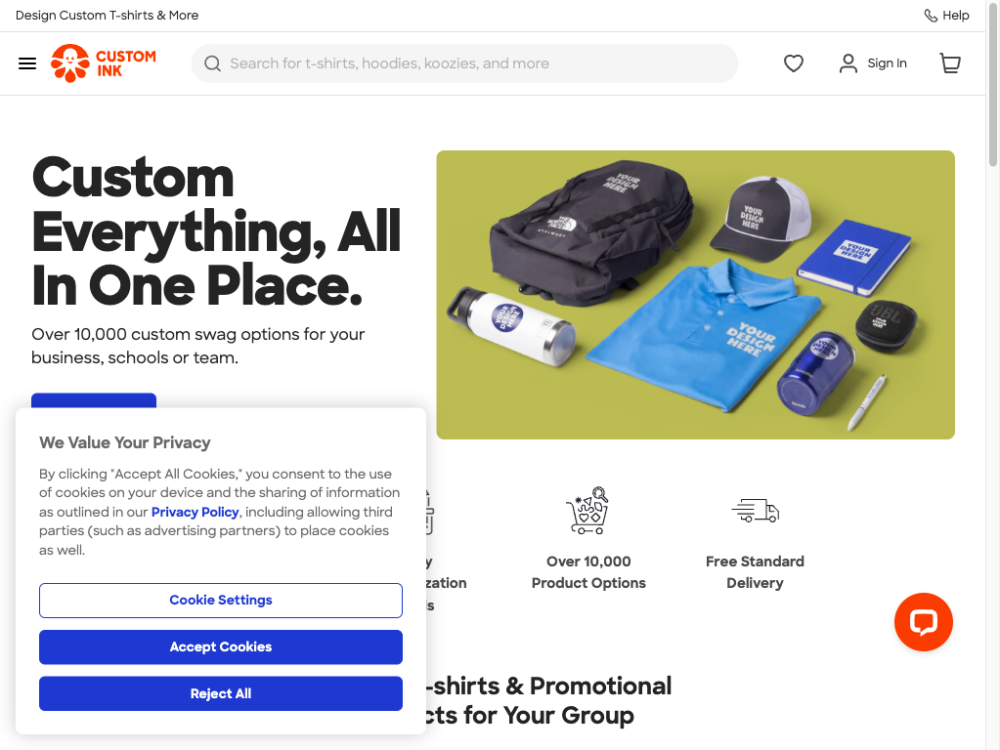 Design Custom T-shirts & More
Help
CUSTOM
INK
Search for t-shirts, hoodies, koozies, and more
Sign In
Custom
Everything, All
In One Place.
Over 10,000 custom swag options for your
business, schools or team.
YOUR
DESIGN
HERE
THE
NORTH
FACE
YOUR
DESIGN
HERE
YOUR
DESIGN
HERE
YOUR
DESIGN
HERE
YOUR
DESIGN
HERE
JBL
YOUR
DESIGN
HERE
We Value Your Privacy
By clicking "Accept All Cookies," you consent to the use
of cookies on your device and the sharing of information
as outlined in our Privacy Policy, including allowing third
parties (such as advertising partners) to place cookies
as well.
Cookie Settings
Accept Cookies
Reject All
y
zation
ls
Over 10,000
Product Options
Free Standard
Delivery
-shirts & Promotional
cts for Your Group